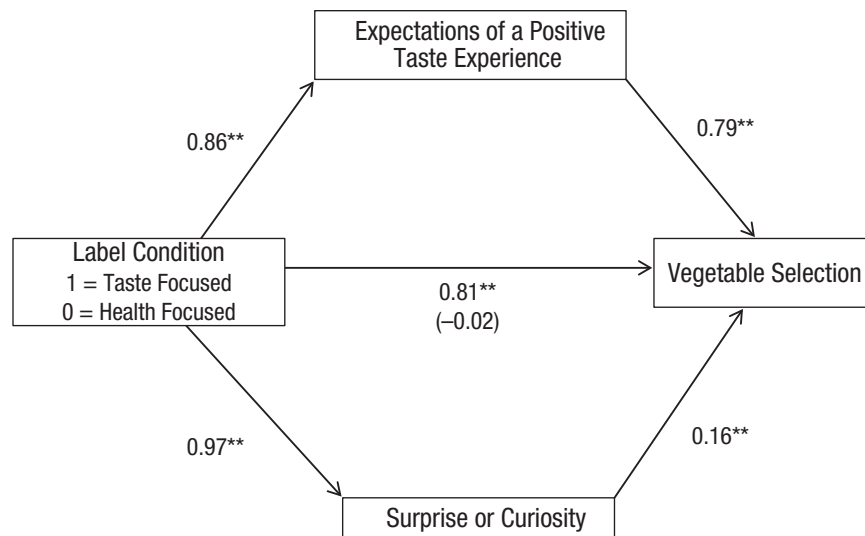 Expectations of a Positive
Taste Experience
0.86**
0.79**
Label Condition
1 = Taste Focused
0 = Health Focused
0.81**
(–0.02)
Vegetable Selection
0.97**
0.16**
Surprise or Curiosity